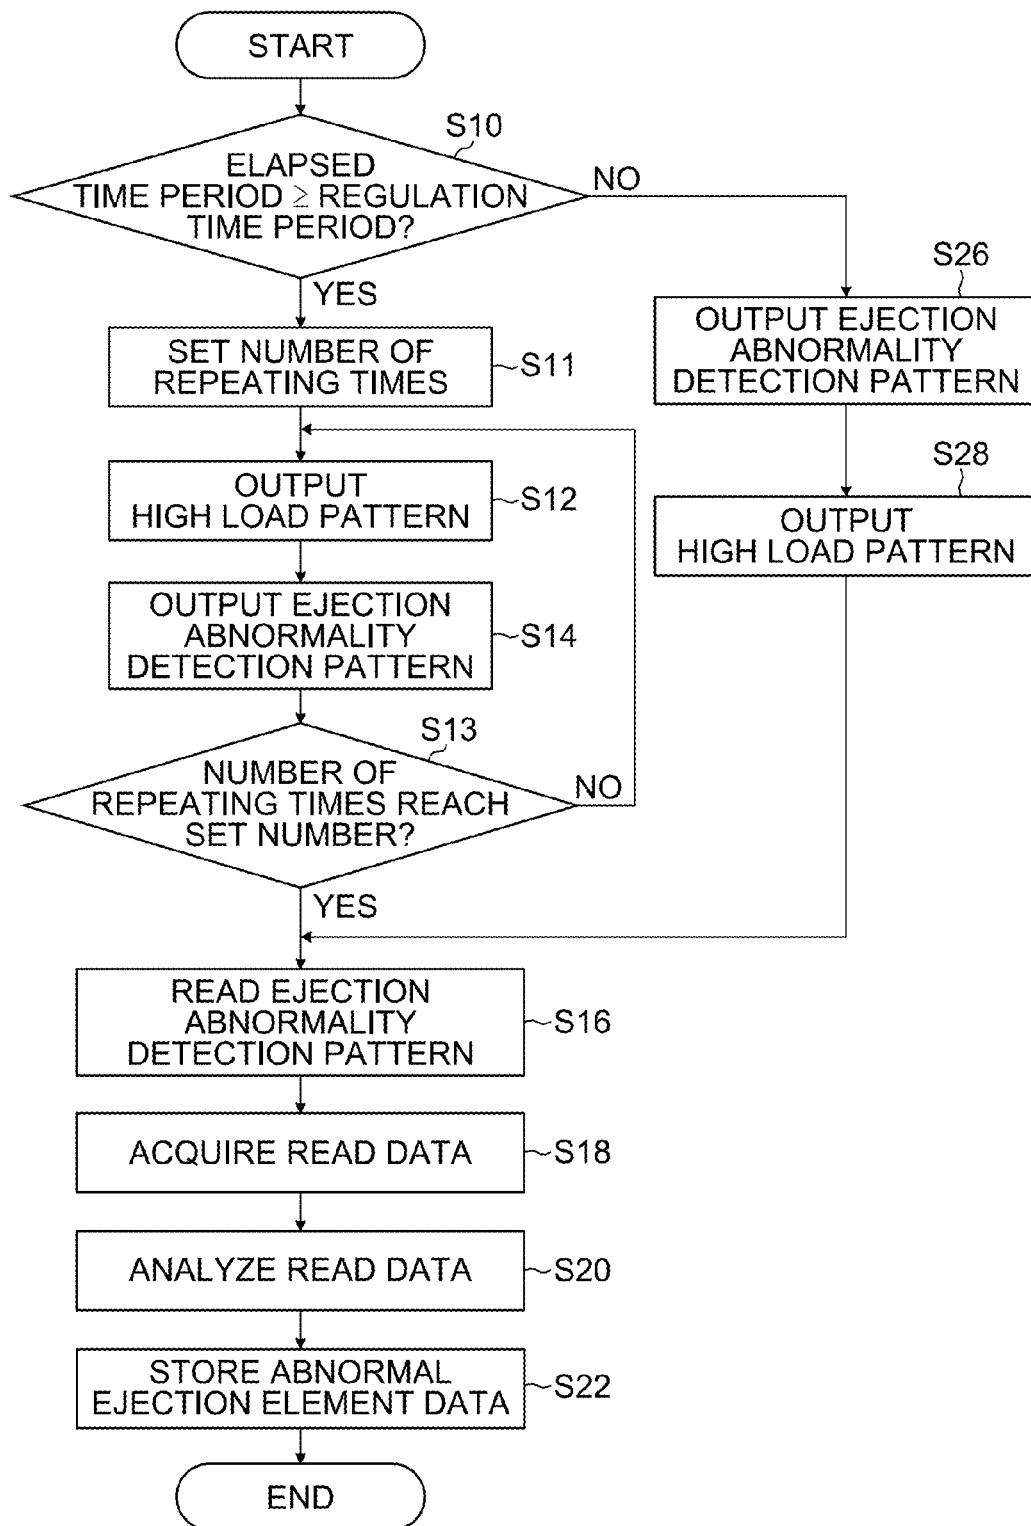 START
S10
ELAPSED
TIME PERIOD ≥ REGULATION
TIME PERIOD?
NO
YES
SET NUMBER OF
REPEATING TIMES
S11
OUTPUT
HIGH LOAD PATTERN
S12
OUTPUT EJECTION
ABNORMALITY
DETECTION PATTERN
S14
S13
NUMBER OF
REPEATING TIMES REACH
SET NUMBER?
NO
YES
S26
OUTPUT EJECTION
ABNORMALITY
DETECTION PATTERN
S28
OUTPUT
HIGH LOAD PATTERN
READ EJECTION
ABNORMALITY
DETECTION PATTERN
S16
ACQUIRE READ DATA
S18
ANALYZE READ DATA
S20
STORE ABNORMAL
EJECTION ELEMENT DATA
S22
END